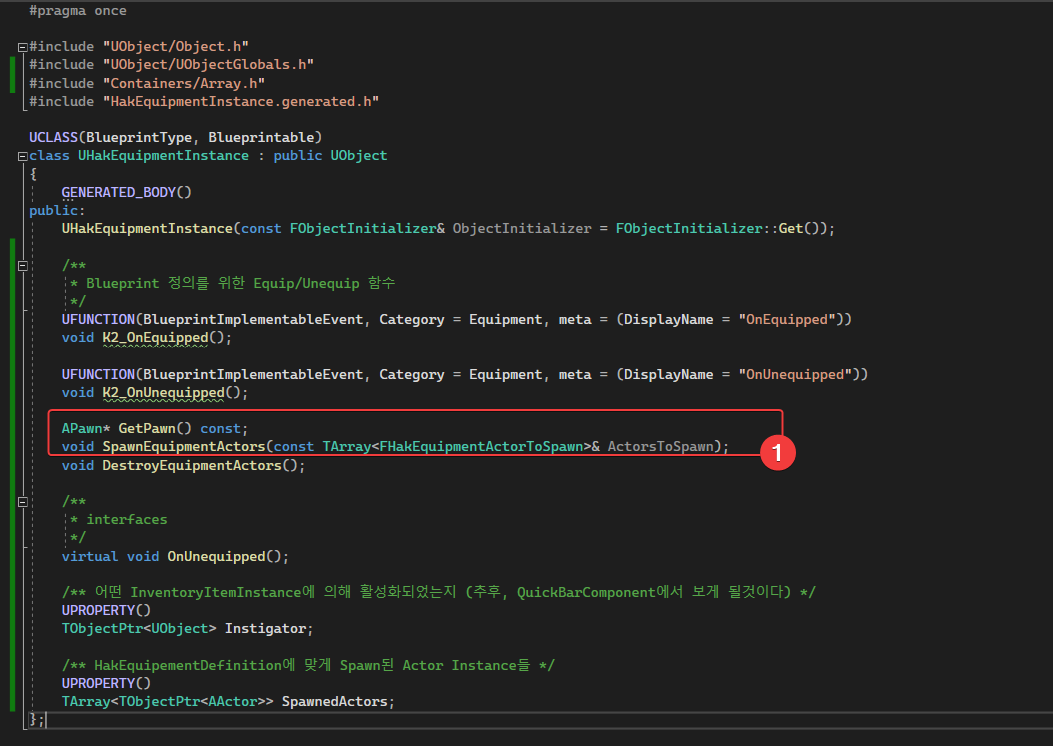 #pragma once
#include "UObject/Object.h"
#include "UObject/UObjectGlobals.h"
#include "Containers/Array.h"
#include "HakEquipmentInstance.generated.h"
UCLASS(BlueprintType, Blueprintable)
class UHakEquipmentInstance : public UObject
{
GENERATED_BODY()
public:
UHakEquipmentInstance(const FObjectInitializer& ObjectInitializer = FObjectInitializer::Get());
/**
* Blueprint 정의를 위한 Equip/Unequip 함수
*/
UFUNCTION(BlueprintImplementableEvent, Category = Equipment, meta = (DisplayName = "OnEquipped"))
void K2_OnEquipped();
UFUNCTION(BlueprintImplementableEvent, Category = Equipment, meta = (DisplayName = "OnUnequipped"))
void K2_OnUnequipped();
APawn* GetPawn() const;
void SpawnEquipmentActors(const TArray<FHakEquipmentActorToSpawn>& ActorsToSpawn);
1
void DestroyEquipmentActors();
/**
* interfaces
*/
virtual void OnUnequipped();
/** 어떤 InventoryItemInstance에 의해 활성화되었는지 (추후, QuickBarComponent에서 보게 될것이다) */
UPROPERTY()
TObjectPtr<UObject> Instigator;
/** HakEquipementDefinition에 맞게 Spawn된 Actor Instance들 */
UPROPERTY()
TArray<TObjectPtr<AActor>> SpawnedActors;
};